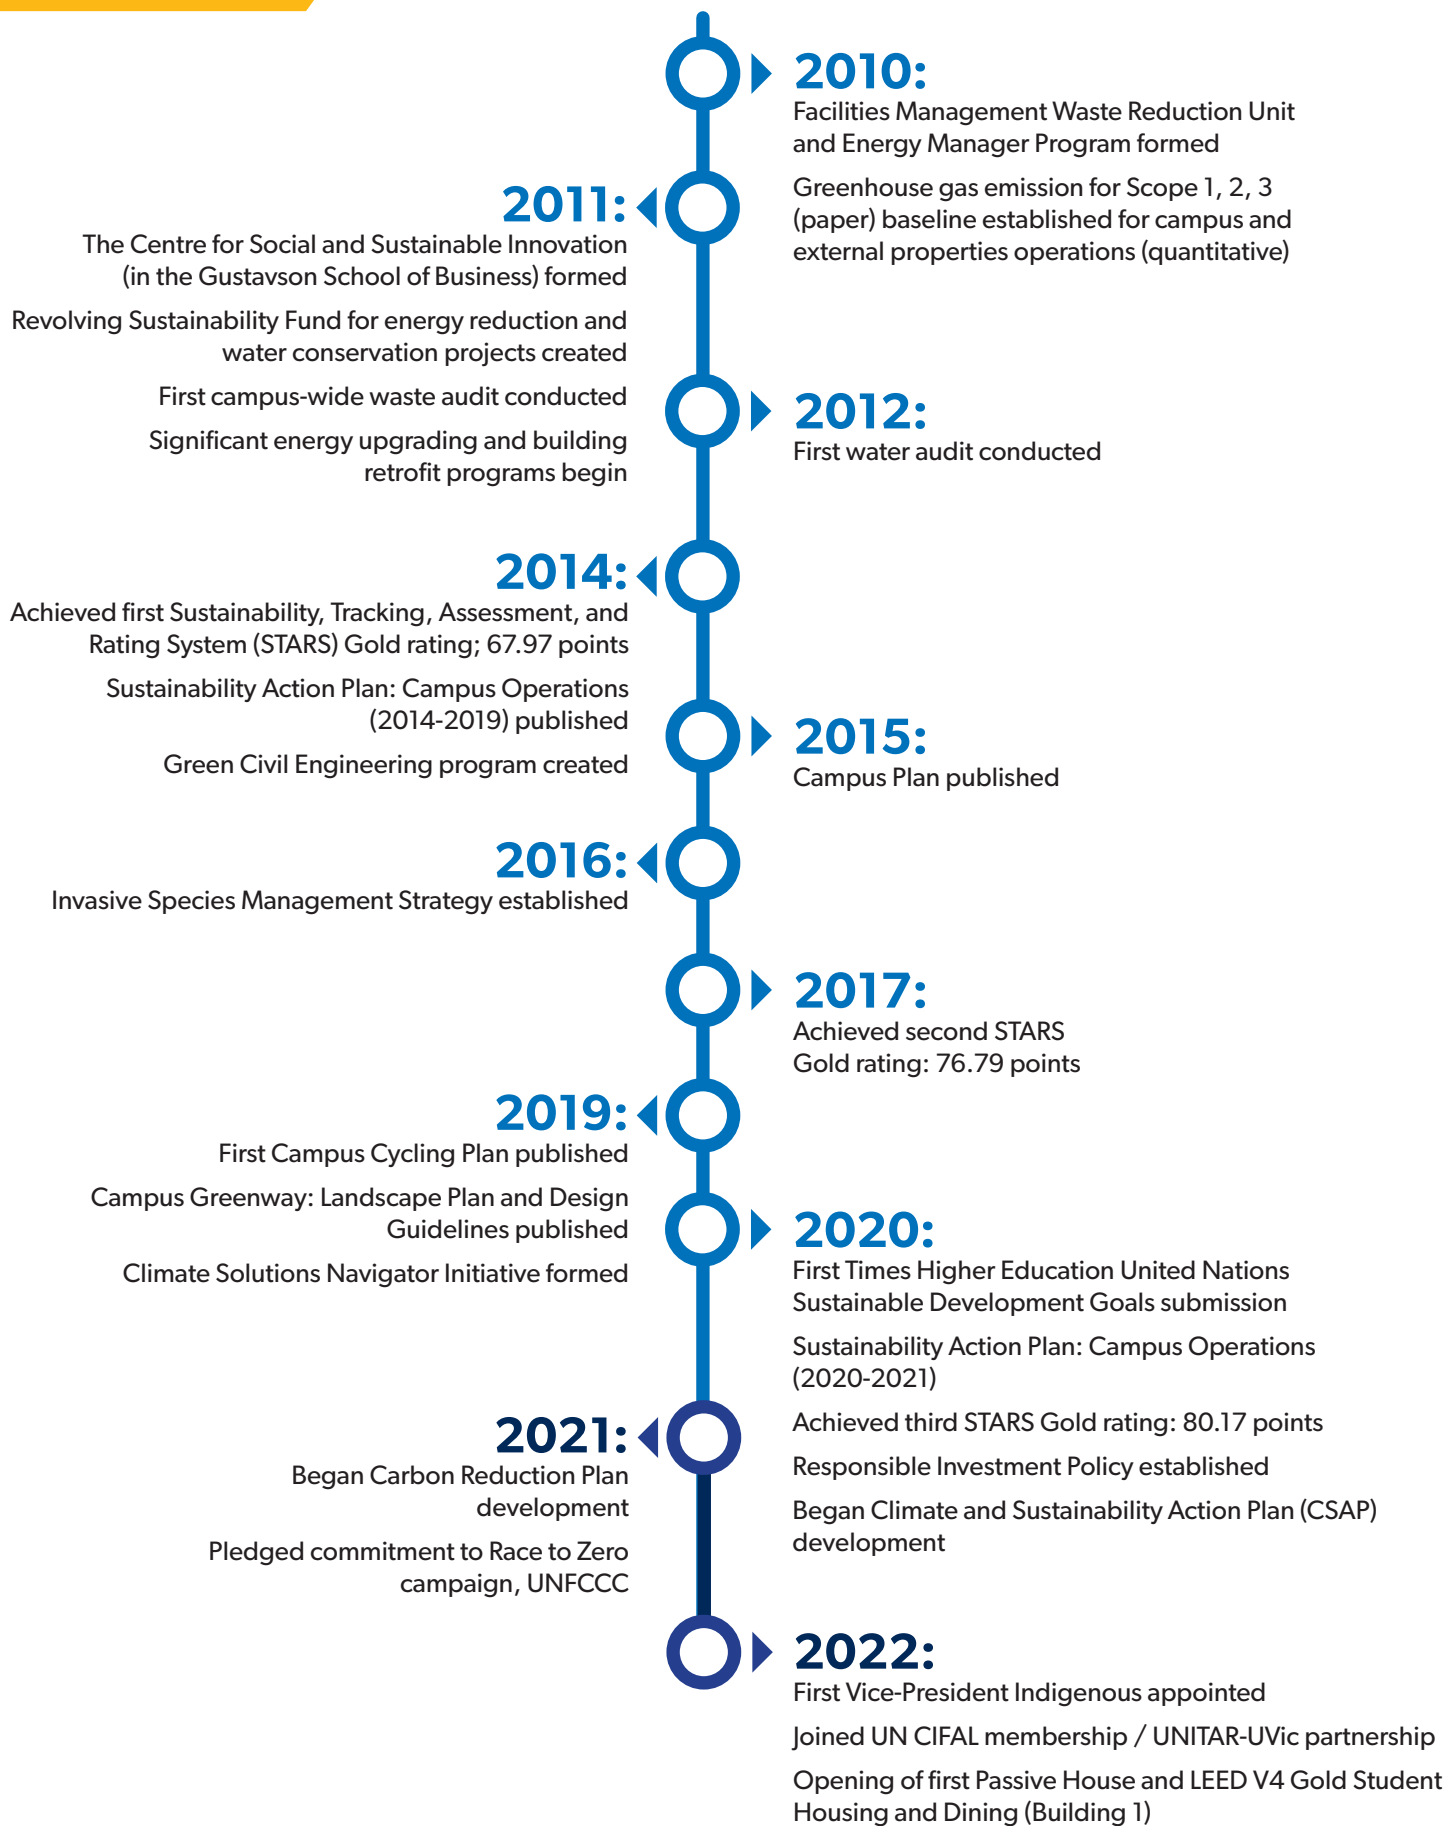 2010:
Facilities Management Waste Reduction Unit
and Energy Manager Program formed
Greenhouse gas emission for Scope 1, 2, 3
(paper) baseline established for campus and
external properties operations (quantitative)
2011:
The Centre for Social and Sustainable Innovation
(in the Gustavson School of Business) formed
Revolving Sustainability Fund for energy reduction and
water conservation projects created
First campus-wide waste audit conducted
Significant energy upgrading and building
retrofit programs begin
2012:
First water audit conducted
2014:
Achieved first Sustainability, Tracking, Assessment, and
Rating System (STARS) Gold rating; 67.97 points
Sustainability Action Plan: Campus Operations
(2014-2019) published
Green Civil Engineering program created
2015:
Campus Plan published
2016:
Invasive Species Management Strategy established
2017:
Achieved second STARS
Gold rating: 76.79 points
2019:
First Campus Cycling Plan published
Campus Greenway: Landscape Plan and Design
Guidelines published
Climate Solutions Navigator Initiative formed
2020:
First Times Higher Education United Nations
Sustainable Development Goals submission
Sustainability Action Plan: Campus Operations
(2020-2021)
Achieved third STARS Gold rating: 80.17 points
Responsible Investment Policy established
Began Climate and Sustainability Action Plan (CSAP)
development
2021:
Began Carbon Reduction Plan
development
Pledged commitment to Race to Zero
campaign, UNFCCC
2022:
First Vice-President Indigenous appointed
Joined UN CIFAL membership / UNITAR-UVic partnership
Opening of first Passive House and LEED V4 Gold Student
Housing and Dining (Building 1)